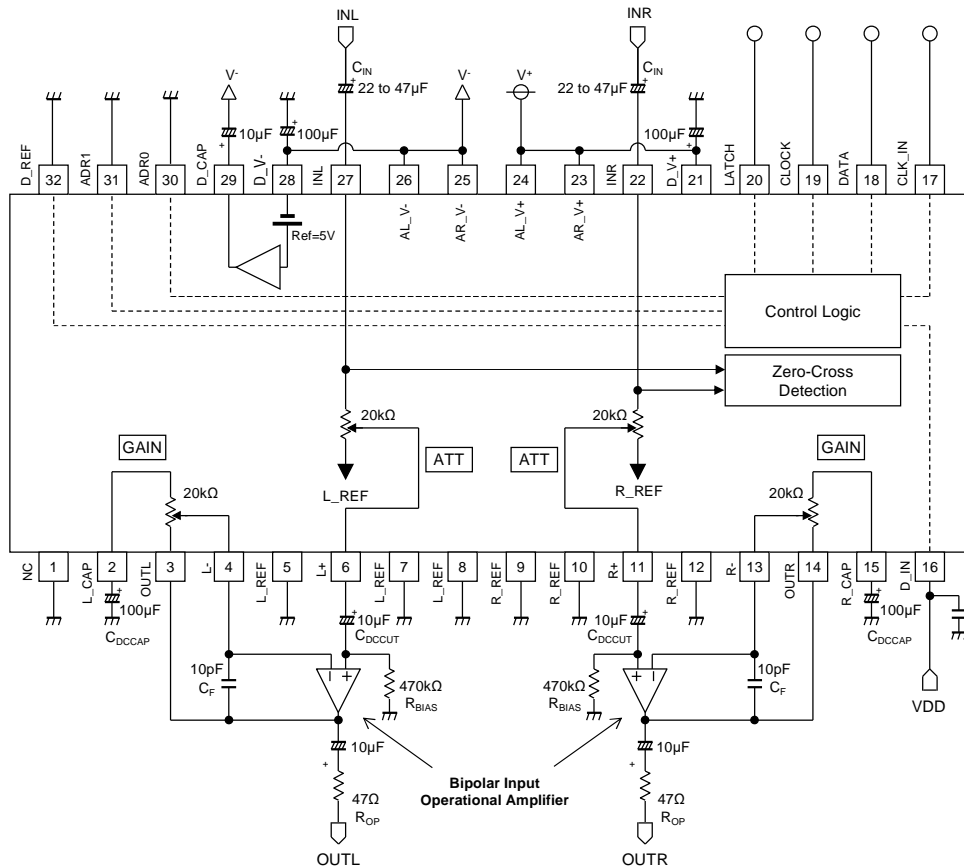 INL
INR
C_IN
22 to 47µF
C_IN
22 to 47µF
V-
V-
V+
10µF
+
100µF
+
+
+
100µF
+
D_REF
ADR1
ADR0
D_CAP
D_V-
INL
INR
D_V+
LATCH
CLOCK
DATA
CLK_IN
32
31
30
29
28
27
26
25
24
23
22
21
20
19
18
17
AL_V-
AR_V-
AL_V+
AR_V+
Ref=5V
Control Logic
Zero-Cross
Detection
20kΩ
20kΩ
GAIN
ATT
ATT
GAIN
L_REF
R_REF
20kΩ
20kΩ
NC
L_CAP
OUTL
L-
L_REF
L+
L_REF
L_REF
R_REF
R_REF
R+
R_REF
R-
OUTR
R_CAP
D_IN
1
2
3
4
5
6
7
8
9
10
11
12
13
14
15
16
+
100µF
C_DCCAP
10µF
+
C_DCCUT
10µF
+
C_DCCUT
+
100µF
C_DCCAP
10pF
C_F
470kΩ
R_BIAS
470kΩ
R_BIAS
10pF
C_F
VDD
10µF
+
10µF
+
Bipolar Input
Operational Amplifier
47Ω
R_OP
47Ω
R_OP
OUTL
OUTR